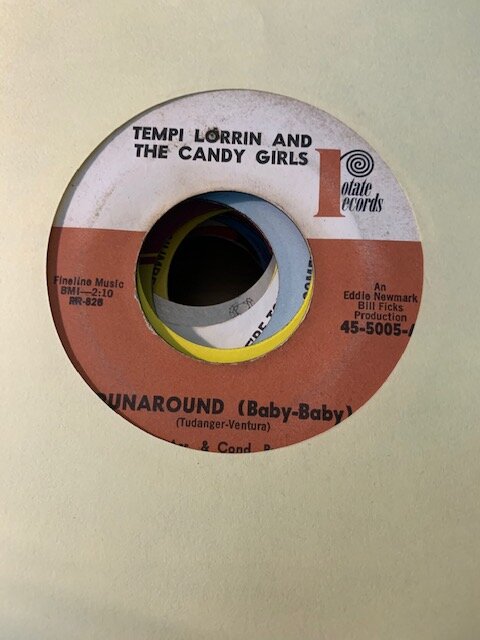 TEMPI LORRIN AND
THE CANDY GIRLS
rotate
records
Fineline Music
BMI—2:10
RR-826
An
Eddie Newmark
Bill Ficks
Production
45-5005-
UNAROUND (Baby-Baby)
(Tudanger-Ventura)
& Cond